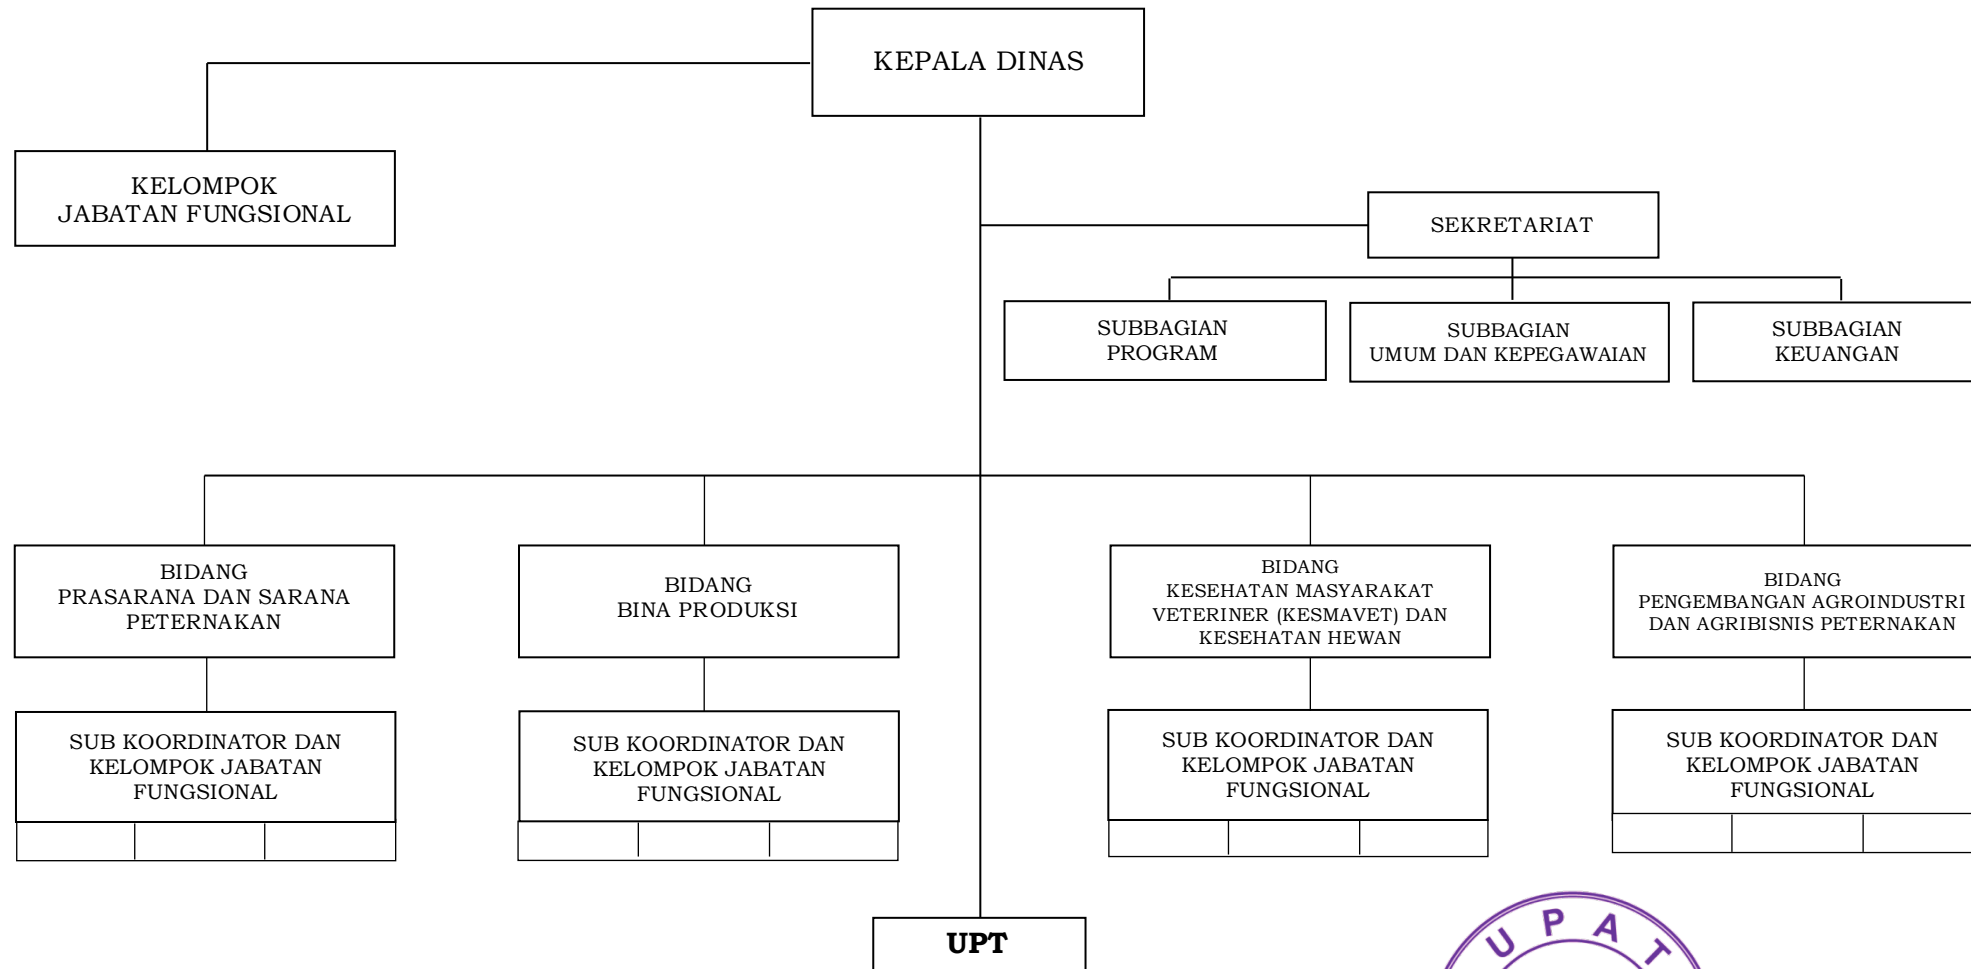 KEPALA DINAS
KELOMPOK
JABATAN FUNGSIONAL
SEKRETARIAT
SUBBAGIAN
PROGRAM
SUBBAGIAN
UMUM DAN KEPEGAWAIAN
SUBBAGIAN
KEUANGAN
BIDANG
PRASARANA DAN SARANA
PETERNAKAN
BIDANG
BINA PRODUKSI
BIDANG
KESEHATAN MASYARAKAT
VETERINER (KESMAVET) DAN
KESEHATAN HEWAN
BIDANG
PENGEMBANGAN AGROINDUSTRI
DAN AGRIBISNIS PETERNAKAN
SUB KOORDINATOR DAN
KELOMPOK JABATAN
FUNGSIONAL
SUB KOORDINATOR DAN
KELOMPOK JABATAN
FUNGSIONAL
SUB KOORDINATOR DAN
KELOMPOK JABATAN
FUNGSIONAL
SUB KOORDINATOR DAN
KELOMPOK JABATAN
FUNGSIONAL
UPT
UPAT